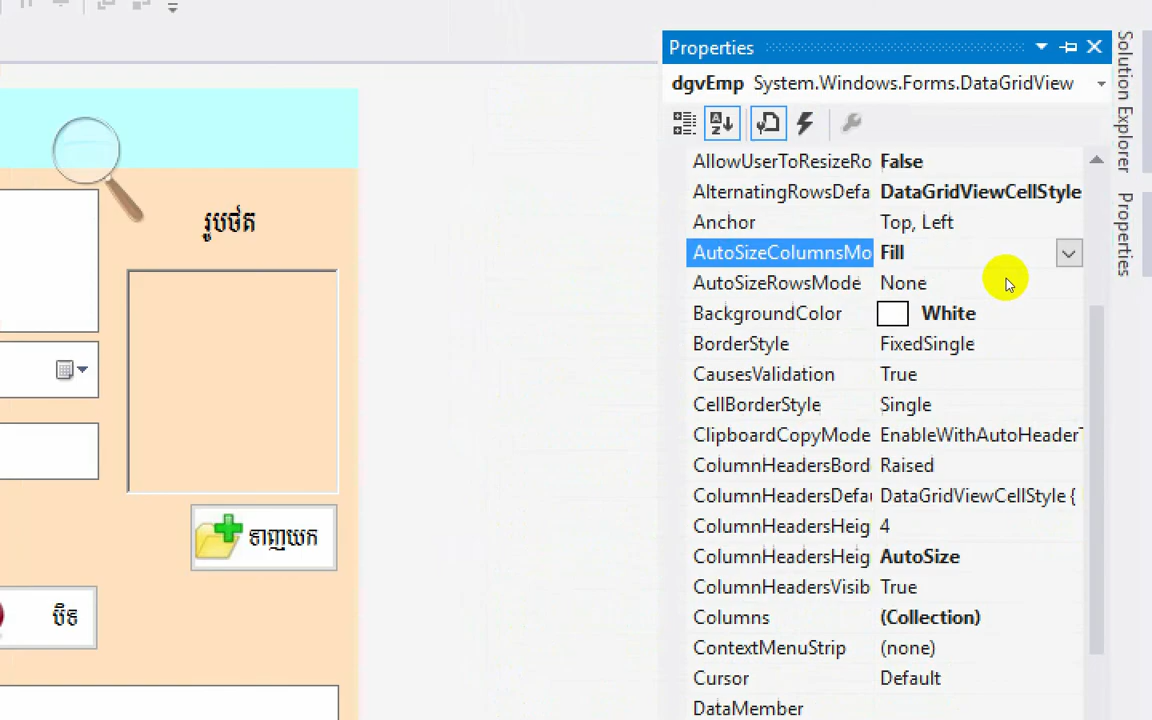 Properties
dgvEmp System.Windows.Forms.DataGridView
AllowUserToResizeRo False
AlternatingRowsDefa DataGridViewCellStyle
Anchor Top, Left
AutoSizeColumnsMo Fill
AutoSizeRowsMode None
BackgroundColor White
BorderStyle FixedSingle
CausesValidation True
CellBorderStyle Single
ClipboardCopyMode EnableWithAutoHeaderT
ColumnHeadersBord Raised
ColumnHeadersDefau DataGridViewCellStyle {
ColumnHeadersHeig 4
ColumnHeadersHeig AutoSize
ColumnHeadersVisib True
Columns (Collection)
ContextMenuStrip (none)
Cursor Default
DataMember
Solution Explorer
Properties
រូបថត
ទាញយក
បិទ